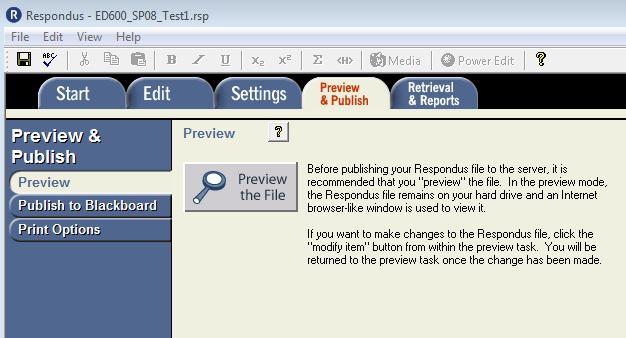 R Respondus - ED600_SP08_Test1.rsp
File Edit View Help
ABC B I U X₂ X² Σ <H> Media Power Edit ?
Start Edit Settings Preview & Publish Retrieval & Reports
Preview &
Publish
Preview
Publish to Blackboard
Print Options
Preview ?
Preview
the File
Before publishing your Respondus file to the server, it is
recommended that you "preview" the file. In the preview mode,
the Respondus file remains on your hard drive and an Internet
browser-like window is used to view it.
If you want to make changes to the Respondus file, click the
"modify item" button from within the preview task. You will be
returned to the preview task once the change has been made.